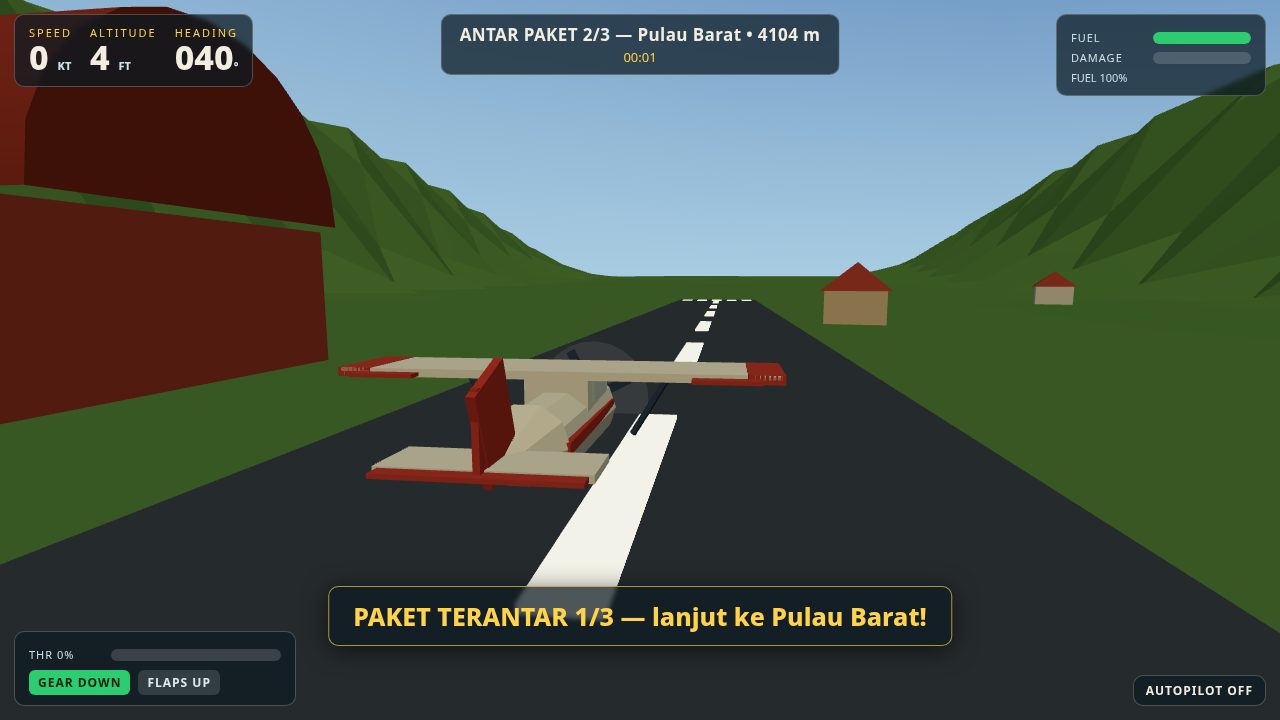 SPEED ALTITUDE HEADING
0 KT 4 FT 040°
ANTAR PAKET 2/3 — Pulau Barat • 4104 m
00:01
FUEL
DAMAGE
FUEL 100%
PAKET TERANTAR 1/3 — lanjut ke Pulau Barat!
THR 0%
GEAR DOWN FLAPS UP
AUTOPILOT OFF